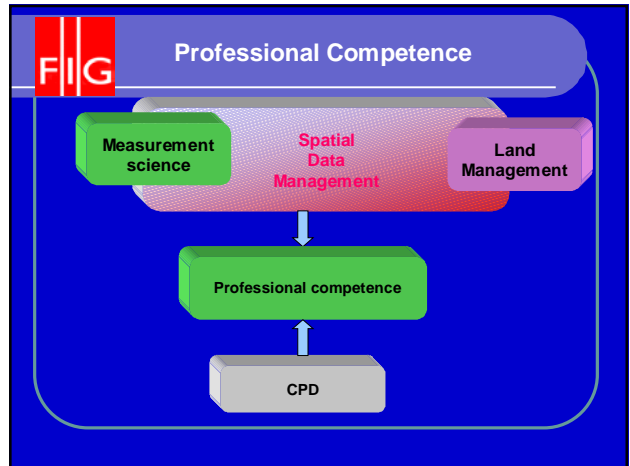 FIG
Professional Competence
Measurement
science
Spatial
Data
Management
Land
Management
Professional competence
CPD